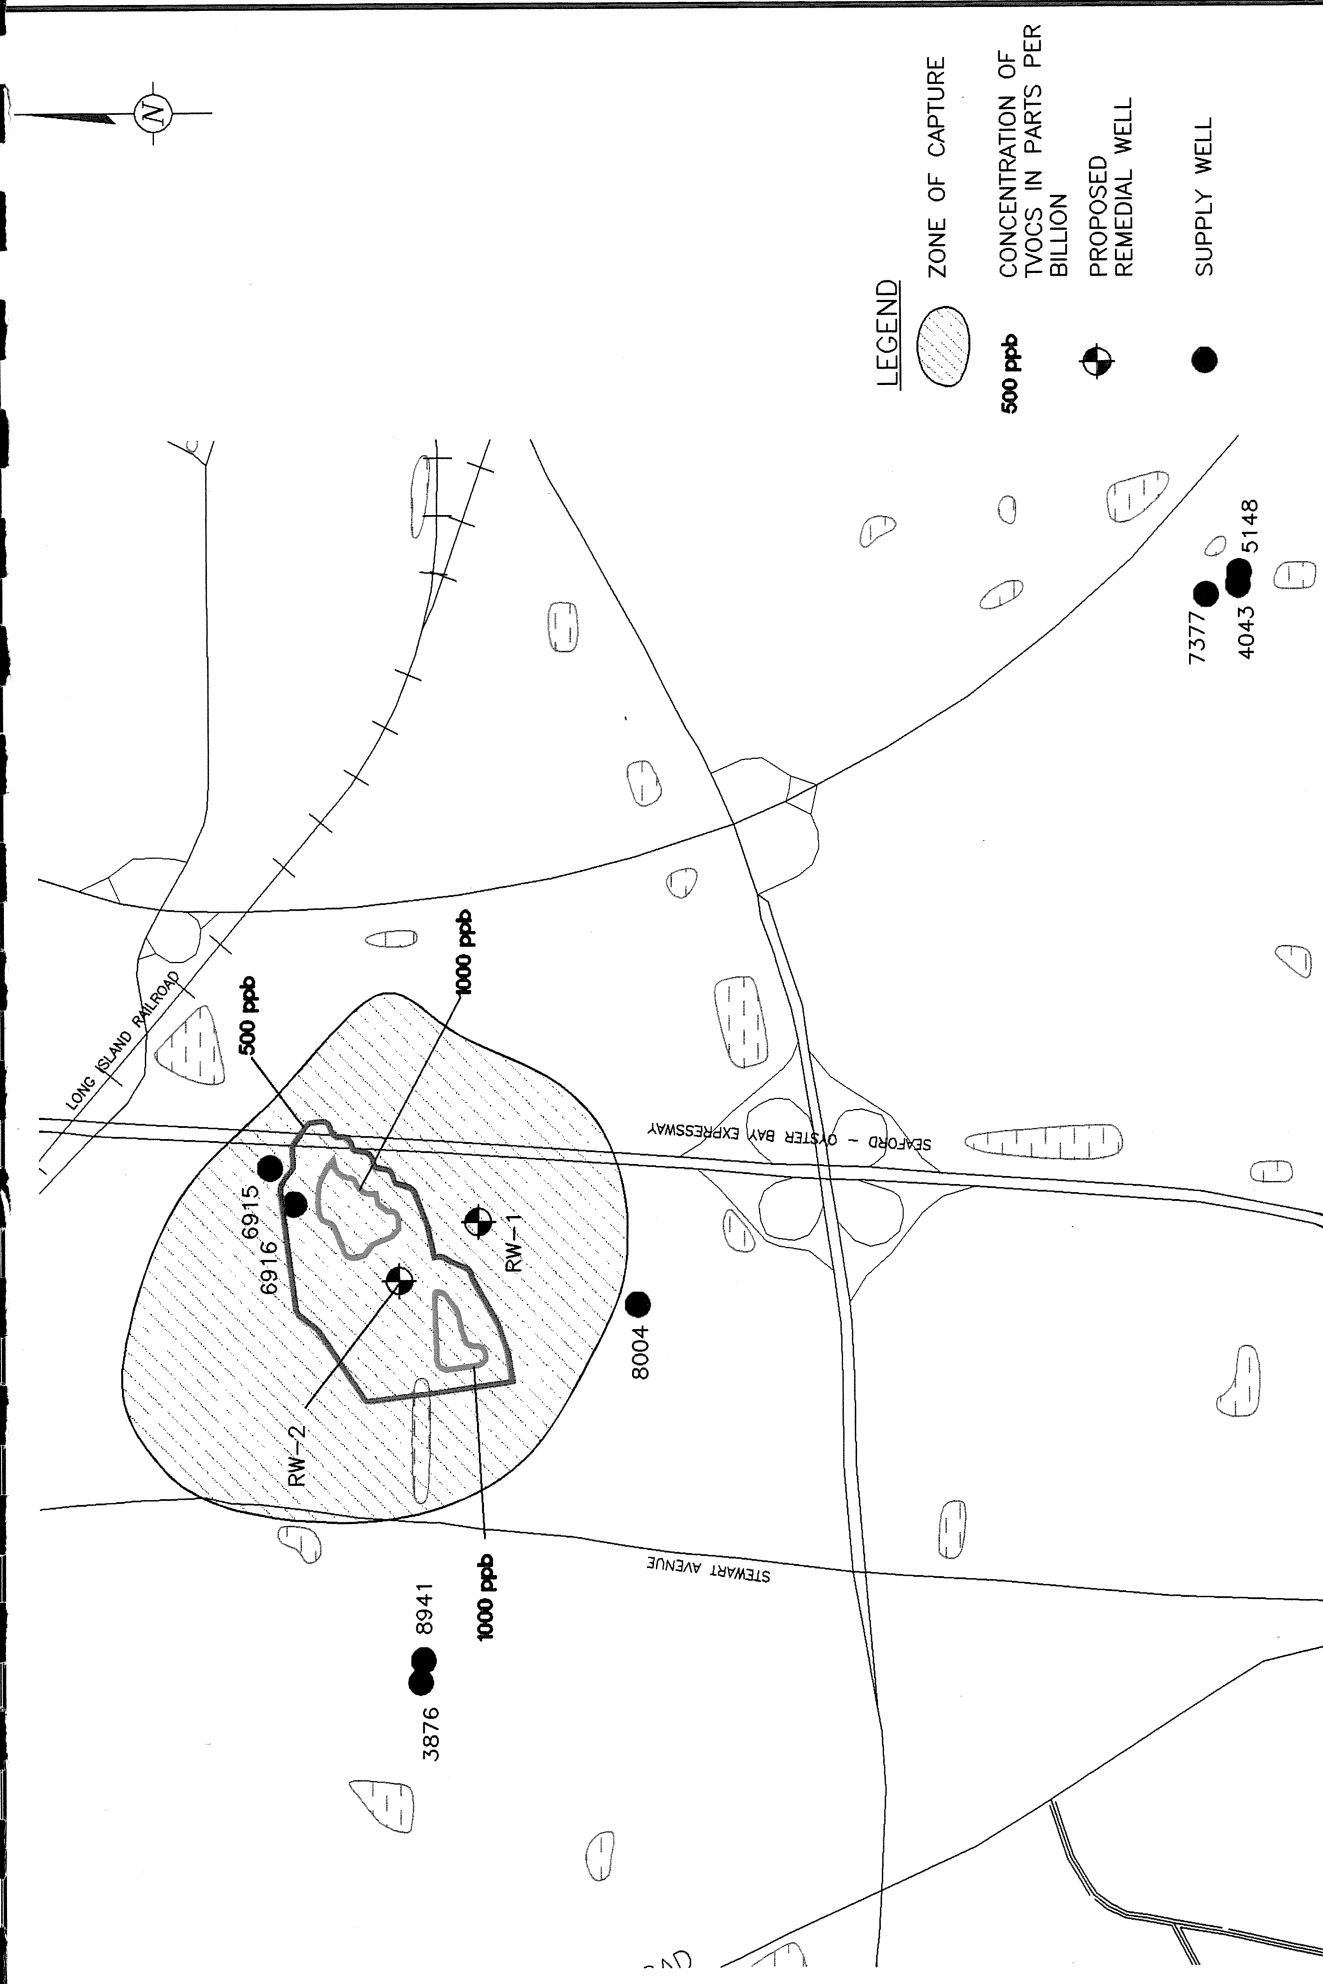 N
LEGEND
ZONE OF CAPTURE
500 ppb
CONCENTRATION OF
TVOCS IN PARTS PER
BILLION
PROPOSED
REMEDIAL WELL
SUPPLY WELL
LONG ISLAND RAILROAD
500 ppb
1000 ppb
6915
6916
RW-1
RW-2
8004
1000 ppb
SEAFORD - OYSTER BAY EXPRESSWAY
STEWART AVENUE
8941
3876
7377
4043
5148